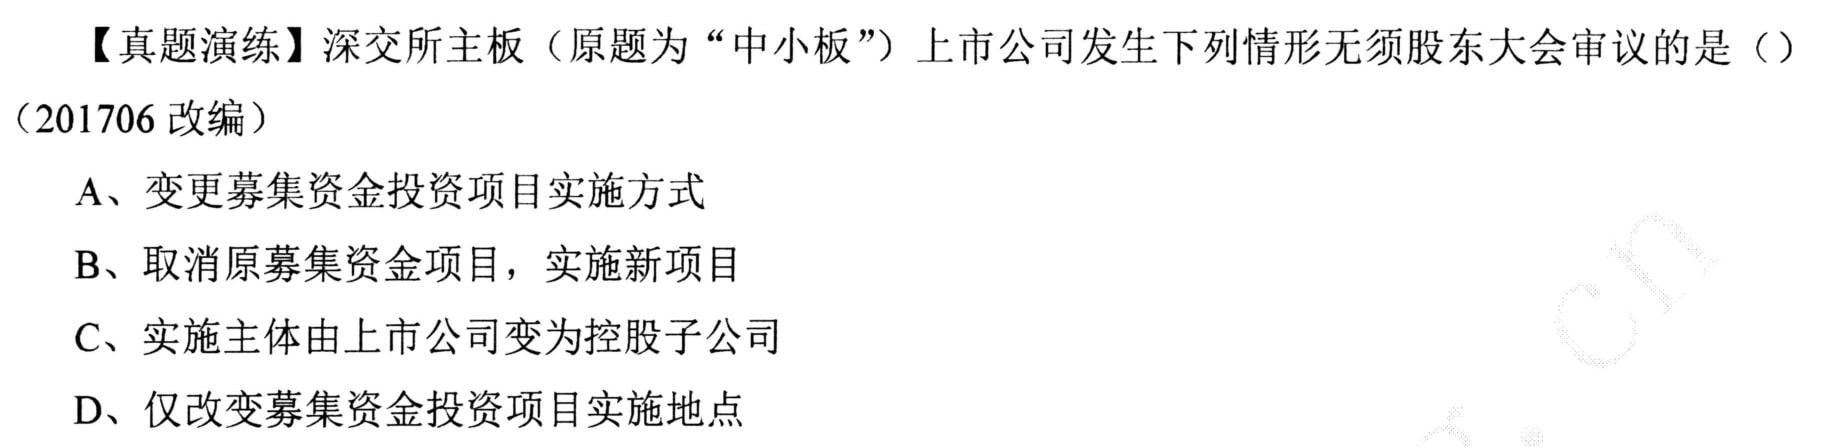 【真题演练】深交所主板（原题为“中小板”）上市公司发生下列情形无须股东大会审议的是（）
（201706 改编）
A、变更募集资金投资项目实施方式
B、取消原募集资金项目，实施新项目
C、实施主体由上市公司变为控股子公司
D、仅改变募集资金投资项目实施地点